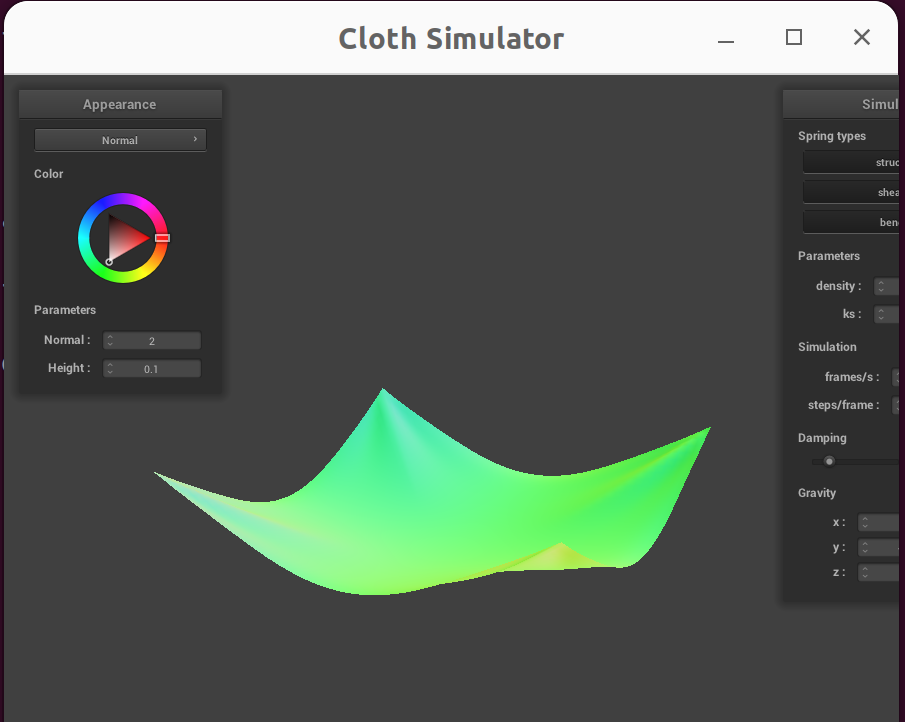 Cloth Simulator
Appearance
Normal
Color
Parameters
Normal :
2
Height :
0.1
Simul
Spring types
struc
shea
ben
Parameters
density :
ks :
Simulation
frames/s :
steps/frame :
Damping
Gravity
x :
y :
z :